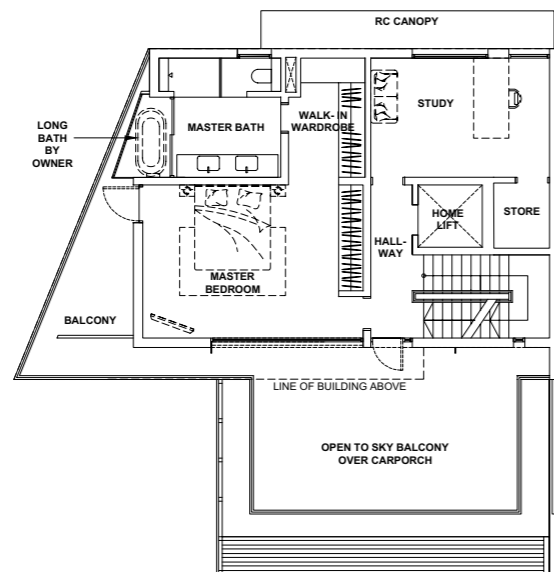 RC CANOPY
STUDY
LONG
BATH
BY
OWNER
MASTER BATH
WALK- IN
WARDROBE
HOME
LIFT
STORE
HALL-
WAY
MASTER
BEDROOM
BALCONY
LINE OF BUILDING ABOVE
OPEN TO SKY BALCONY
OVER CARPORCH